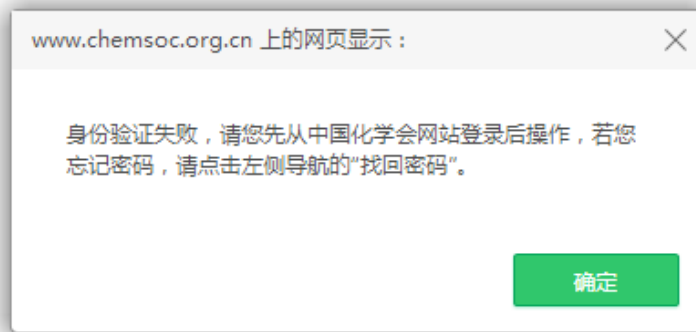 www.chemsoc.org.cn 上的网页显示：
身份验证失败，请您先从中国化学会网站登录后操作，若您
忘记密码，请点击左侧导航的“找回密码”。
确定